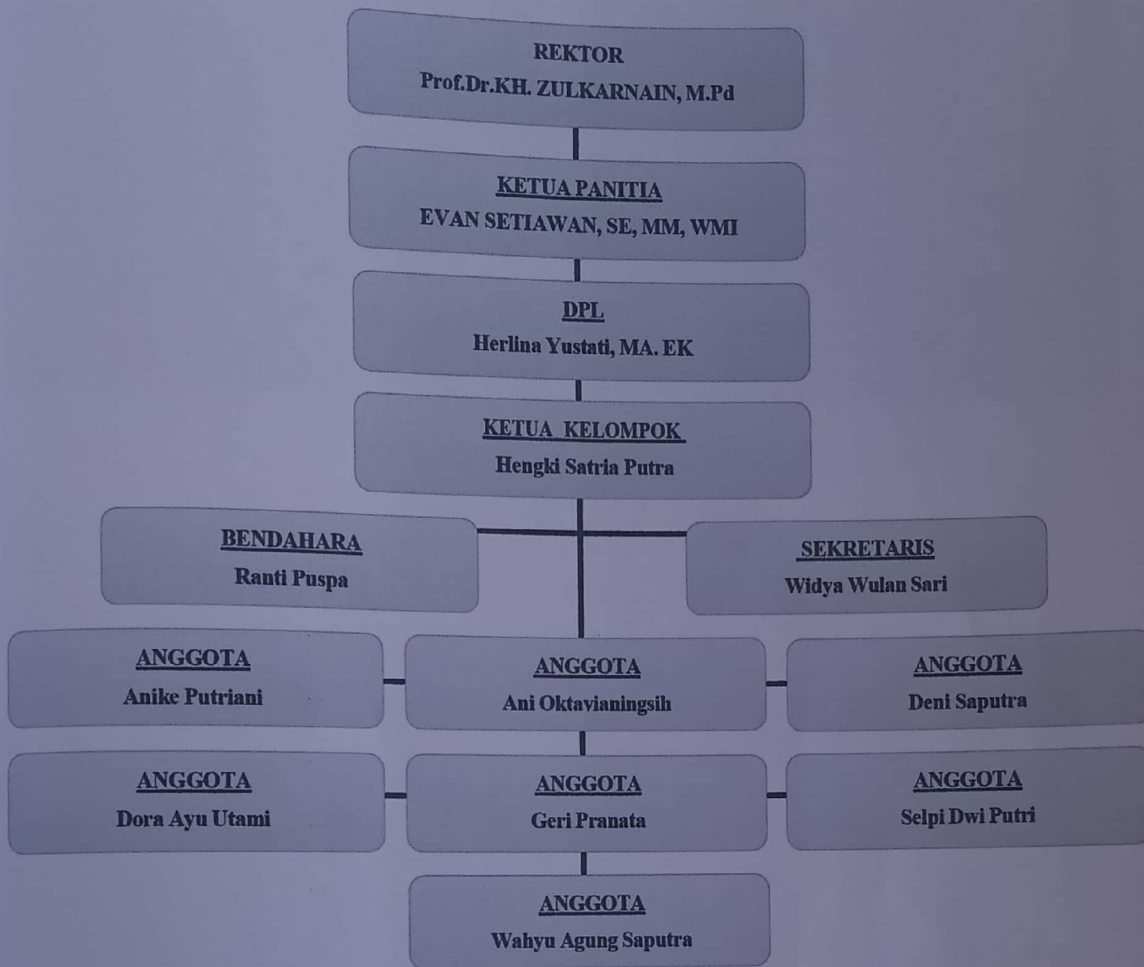 REKTOR
Prof.Dr.KH. ZULKARNAIN, M.Pd
KETUA PANITIA
EVAN SETIAWAN, SE, MM, WMI
DPL
Herlina Yustati, MA. EK
KETUA KELOMPOK
Hengki Satria Putra
BENDAHARA
Ranti Puspa
SEKRETARIS
Widya Wulan Sari
ANGGOTA
Anike Putriani
ANGGOTA
Ani Oktavianingsih
ANGGOTA
Deni Saputra
ANGGOTA
Dora Ayu Utami
ANGGOTA
Geri Pranata
ANGGOTA
Selpi Dwi Putri
ANGGOTA
Wahyu Agung Saputra